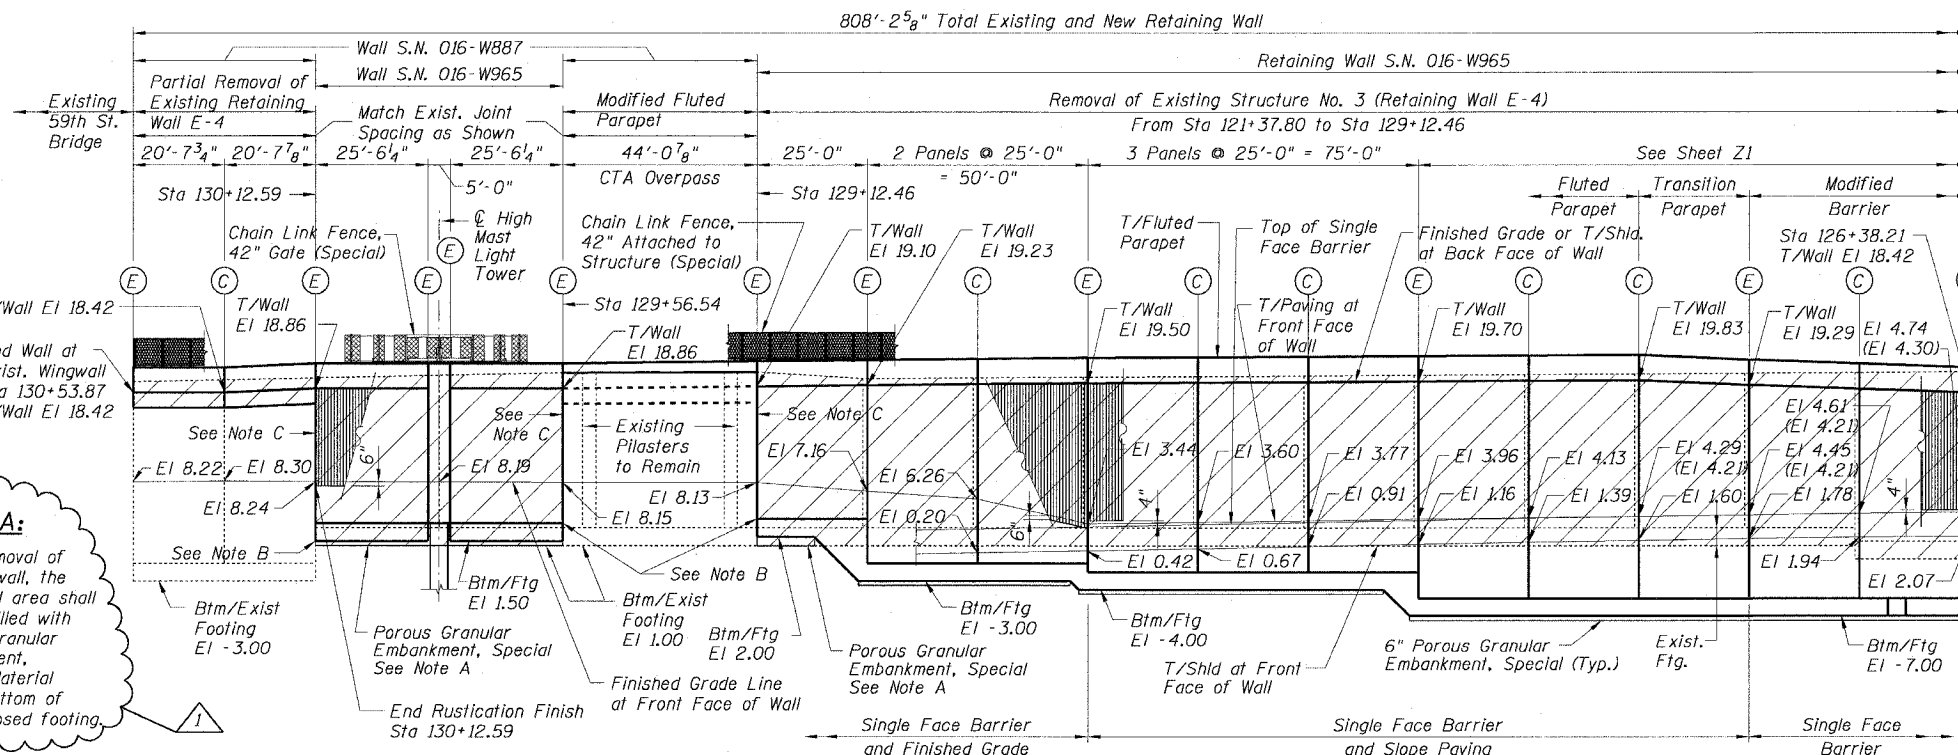 808'-2 5/8" Total Existing and New Retaining Wall
Wall S.N. 016-W887
Wall S.N. 016-W965
Retaining Wall S.N. 016-W965
Existing
59th St.
Bridge
Partial Removal of
Existing Retaining
Wall E-4
Match Exist. Joint
Spacing as Shown
Modified Fluted
Parapet
Removal of Existing Structure No. 3 (Retaining Wall E-4)
From Sta 121+37.80 to Sta 129+12.46
20'-7 3/4"
20'-7 7/8"
25'-6 1/4"
25'-6 1/4"
44'-0 7/8"
25'-0"
2 Panels @ 25'-0"
= 50'-0"
3 Panels @ 25'-0" = 75'-0"
See Sheet Z1
5'-0"
CTA Overpass
Sta 130+12.59
Sta 129+12.46
Fluted
Parapet
Transition
Parapet
Modified
Barrier
Chain Link Fence,
42" Gate (Special)
℄ High
Mast
Light
Tower
Chain Link Fence,
42" Attached to
Structure (Special)
T/Wall
El 19.10
T/Wall
El 19.23
T/Fluted
Parapet
Top of Single
Face Barrier
Finished Grade or T/Shld.
at Back Face of Wall
Sta 126+38.21
T/Wall El 18.42
E
C
E
E
E
E
E
E
C
E
C
C
E
C
C
E
C
/Wall El 18.42
T/Wall
El 18.86
Sta 129+56.54
T/Wall
El 18.86
T/Wall
El 19.50
T/Paving at
Front Face
of Wall
T/Wall
El 19.70
T/Wall
El 19.83
T/Wall
El 19.29
El 4.74
(El 4.30)
ed Wall at
ist. Wingwall
a 130+53.87
/Wall El 18.42
See Note C
See
Note C
Existing
Pilasters
to Remain
See Note C
El 7.16
El 6.26
El 3.44
El 3.60
El 3.77
El 3.96
El 4.13
El 4.29
(El 4.21)
El 4.61
(El 4.21)
El 4.45
(El 4.21)
El 8.22
El 8.30
6"
El 8.19
El 8.24
El 8.15
El 8.13
El 0.20
6"
4"
El 0.91
El 1.16
El 1.39
El 1.60
El 1.78
4"
El 0.42
El 0.67
El 1.94
El 2.07
See Note B
See Note B
Btm/Exist
Footing
El -3.00
Porous Granular
Embankment, Special
See Note A
Btm/Ftg
El 1.50
Btm/Exist
Footing
El 1.00
Btm/Ftg
El 2.00
Porous Granular
Embankment, Special
See Note A
Btm/Ftg
El -3.00
Btm/Ftg
El -4.00
T/Shld at Front
Face of Wall
6" Porous Granular
Embankment, Special (Typ.)
Exist.
Ftg.
Btm/Ftg
El -7.00
A:
moval of
wall, the
d area shall
lled with
ranular
ent,
Material
ttom of
osed footing.
1
End Rustication Finish
Sta 130+12.59
Finished Grade Line
at Front Face of Wall
Single Face Barrier
and Finished Grade
Single Face Barrier
and Slope Paving
Single Face
Barrier